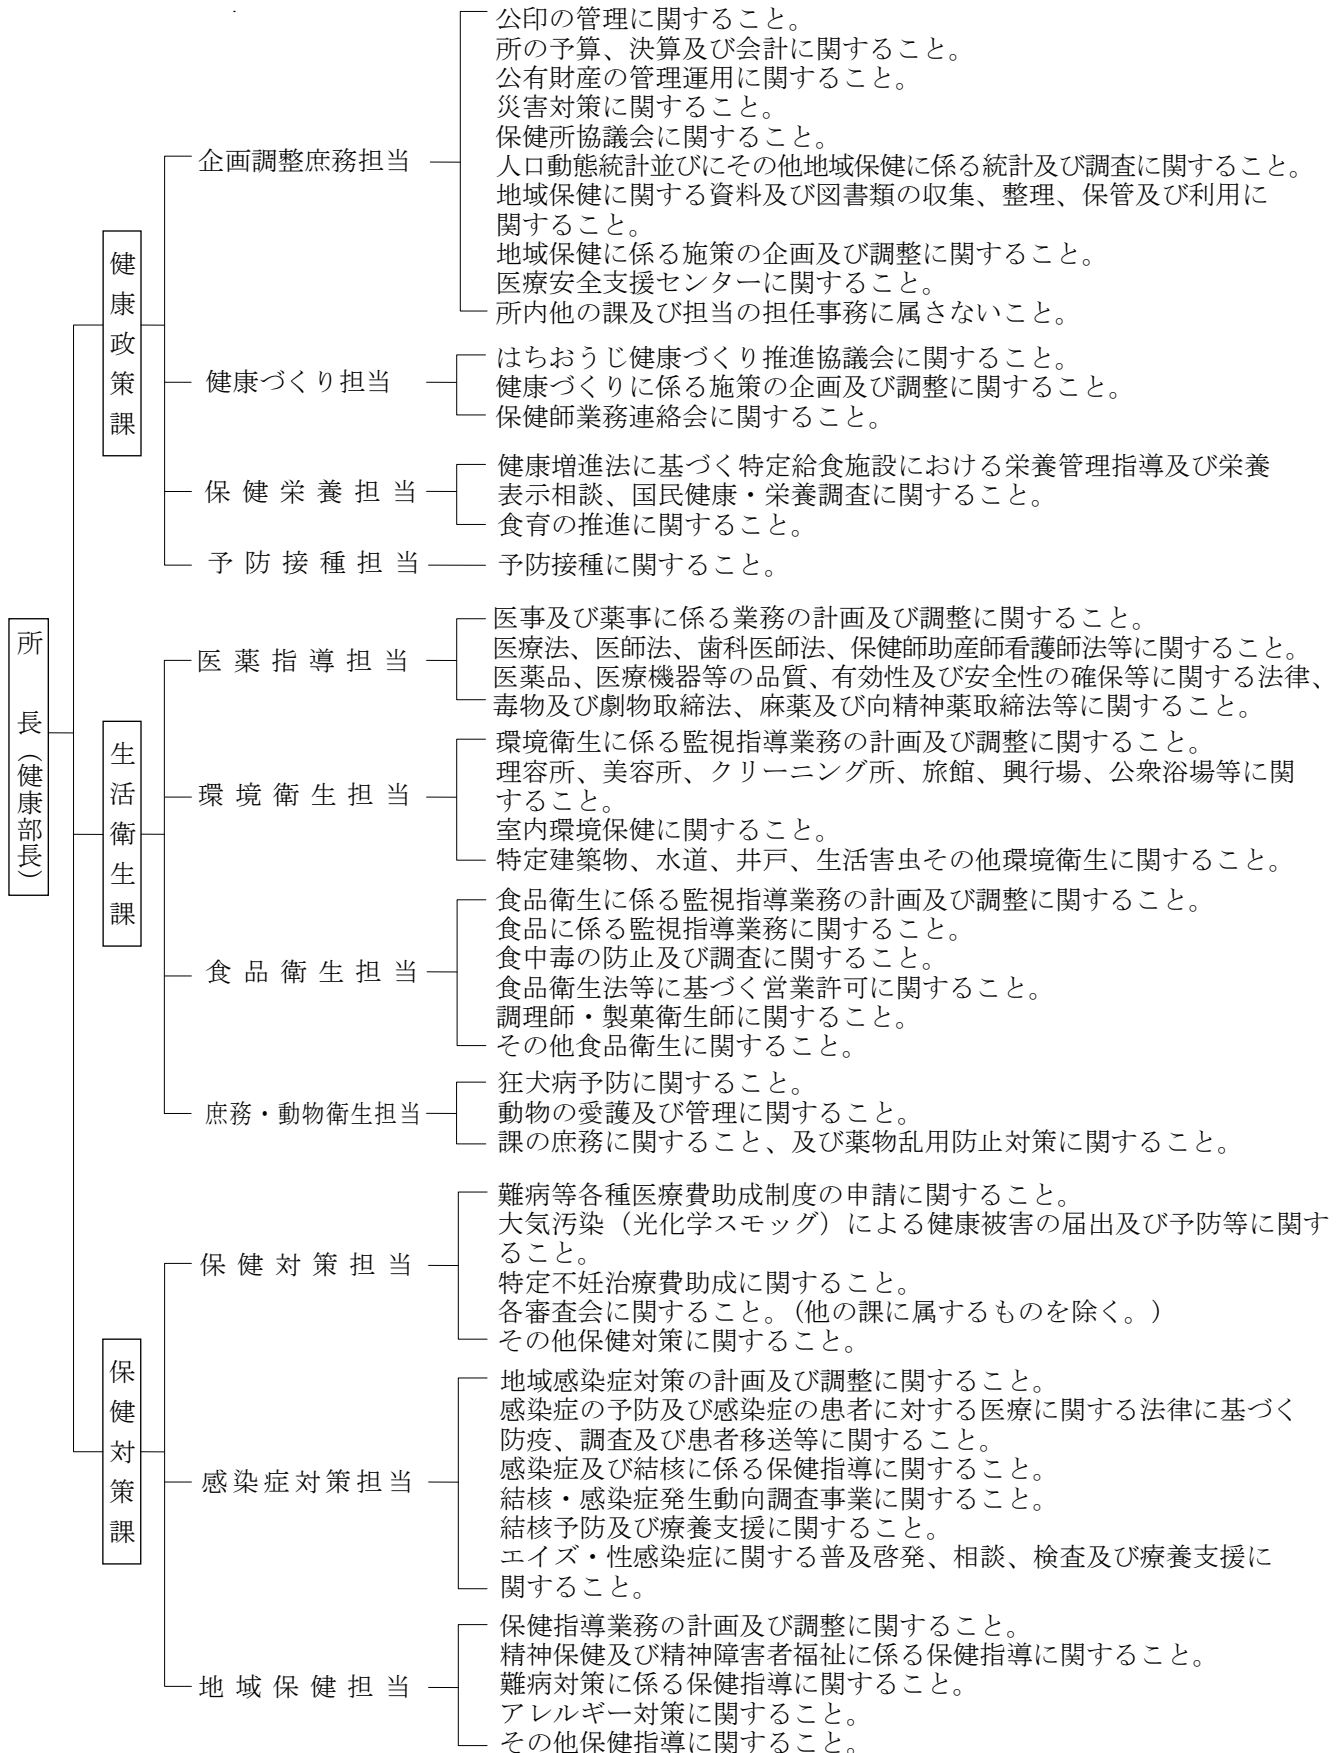 所長（健康部長）
健康政策課
企画調整庶務担当
公印の管理に関すること。
所の予算、決算及び会計に関すること。
公有財産の管理運用に関すること。
災害対策に関すること。
保健所協議会に関すること。
人口動態統計並びにその他地域保健に係る統計及び調査に関すること。
地域保健に関する資料及び図書類の収集、整理、保管及び利用に
関すること。
地域保健に係る施策の企画及び調整に関すること。
医療安全支援センターに関すること。
所内他の課及び担当の担任事務に属さないこと。
健康づくり担当
はちおうじ健康づくり推進協議会に関すること。
健康づくりに係る施策の企画及び調整に関すること。
保健師業務連絡会に関すること。
保健栄養担当
健康増進法に基づく特定給食施設における栄養管理指導及び栄養
表示相談、国民健康・栄養調査に関すること。
食育の推進に関すること。
予防接種担当
予防接種に関すること。
生活衛生課
医薬指導担当
医事及び薬事に係る業務の計画及び調整に関すること。
医療法、医師法、歯科医師法、保健師助産師看護師法等に関すること。
医薬品、医療機器等の品質、有効性及び安全性の確保等に関する法律、
毒物及び劇物取締法、麻薬及び向精神薬取締法等に関すること。
環境衛生担当
環境衛生に係る監視指導業務の計画及び調整に関すること。
理容所、美容所、クリーニング所、旅館、興行場、公衆浴場等に関
すること。
室内環境保健に関すること。
特定建築物、水道、井戸、生活害虫その他環境衛生に関すること。
食品衛生担当
食品衛生に係る監視指導業務の計画及び調整に関すること。
食品に係る監視指導業務に関すること。
食中毒の防止及び調査に関すること。
食品衛生法等に基づく営業許可に関すること。
調理師・製菓衛生師に関すること。
その他食品衛生に関すること。
庶務・動物衛生担当
狂犬病予防に関すること。
動物の愛護及び管理に関すること。
課の庶務に関すること、及び薬物乱用防止対策に関すること。
保健対策課
保健対策担当
難病等各種医療費助成制度の申請に関すること。
大気汚染（光化学スモッグ）による健康被害の届出及び予防等に関す
ること。
特定不妊治療費助成に関すること。
各審査会に関すること。（他の課に属するものを除く。）
その他保健対策に関すること。
感染症対策担当
地域感染症対策の計画及び調整に関すること。
感染症の予防及び感染症の患者に対する医療に関する法律に基づく
防疫、調査及び患者移送等に関すること。
感染症及び結核に係る保健指導に関すること。
結核・感染症発生動向調査事業に関すること。
結核予防及び療養支援に関すること。
エイズ・性感染症に関する普及啓発、相談、検査及び療養支援に
関すること。
地域保健担当
保健指導業務の計画及び調整に関すること。
精神保健及び精神障害者福祉に係る保健指導に関すること。
難病対策に係る保健指導に関すること。
アレルギー対策に関すること。
その他保健指導に関すること。